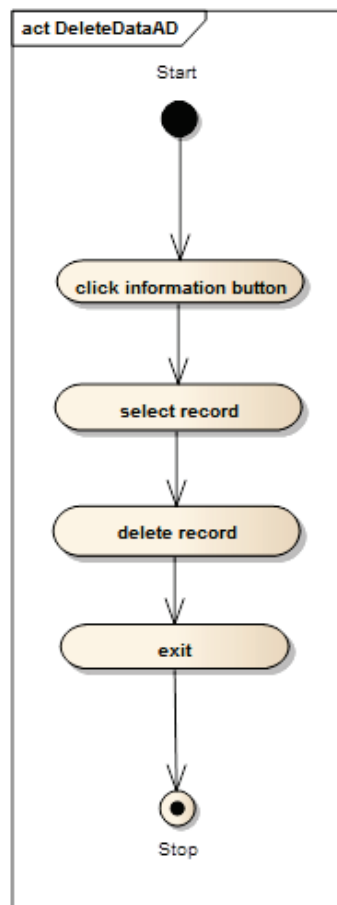 act DeleteDataAD
Start
click information button
select record
delete record
exit
Stop